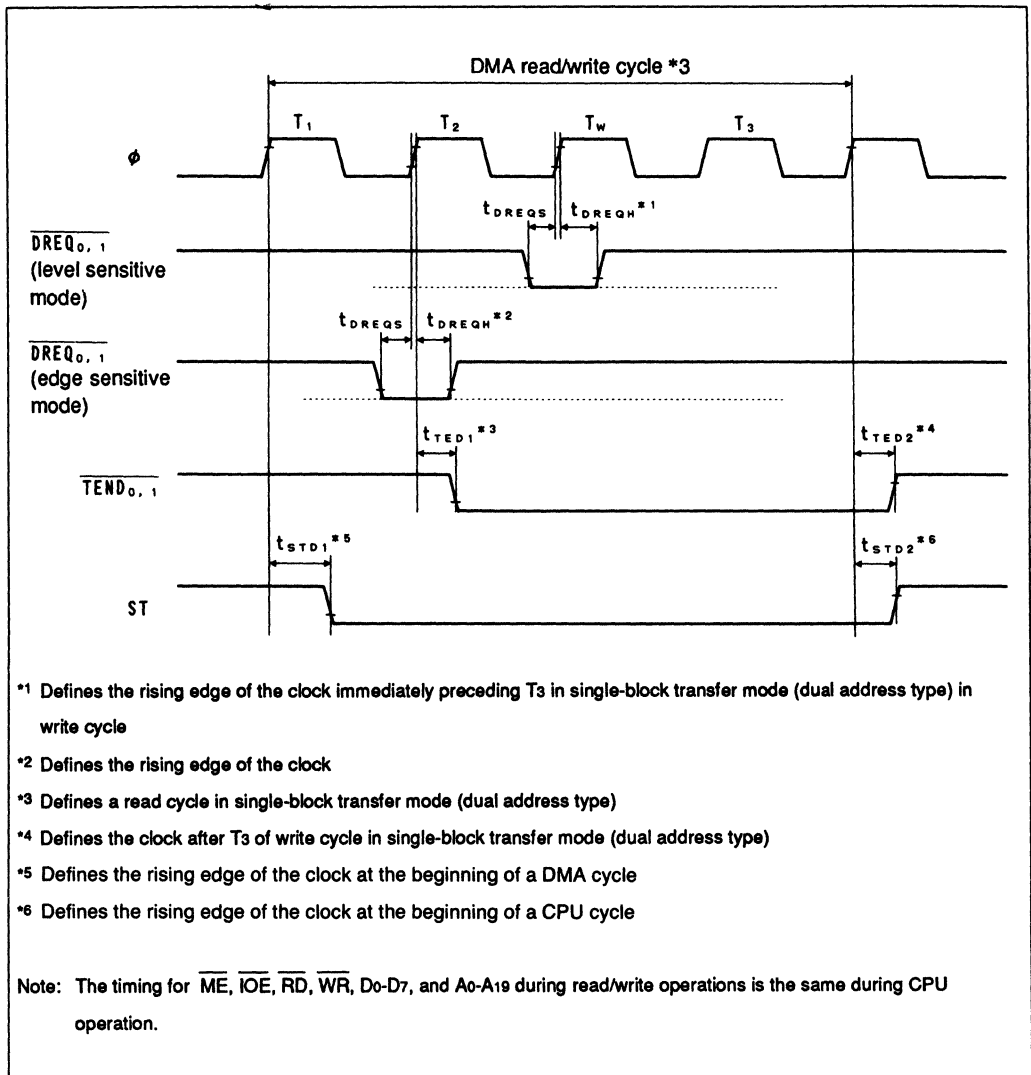 DMA read/write cycle *3
T1 T2 Tw T3
ϕ
tDREQS tDREQH*1
DREQ0, 1
(level sensitive
mode)
tDREQS tDREQH*2
DREQ0, 1
(edge sensitive
mode)
tTED1*3 tTED2*4
TEND0, 1
tSTD1*5 tSTD2*6
ST
*1 Defines the rising edge of the clock immediately preceding T3 in single-block transfer mode (dual address type) in
write cycle
*2 Defines the rising edge of the clock
*3 Defines a read cycle in single-block transfer mode (dual address type)
*4 Defines the clock after T3 of write cycle in single-block transfer mode (dual address type)
*5 Defines the rising edge of the clock at the beginning of a DMA cycle
*6 Defines the rising edge of the clock at the beginning of a CPU cycle
Note: The timing for ME, IOE, RD, WR, D0-D7, and A0-A19 during read/write operations is the same during CPU
operation.